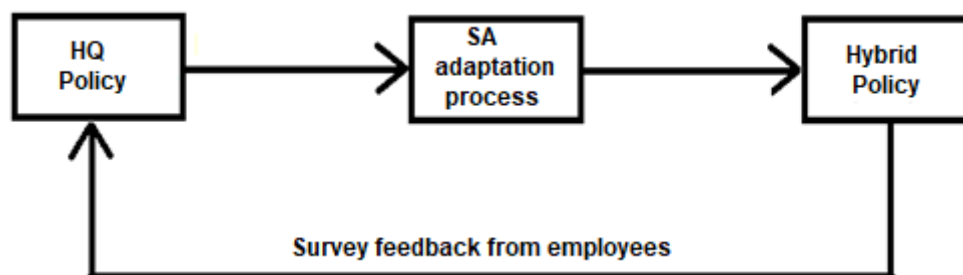 HQ
Policy
SA
adaptation
process
Hybrid
Policy
Survey feedback from employees